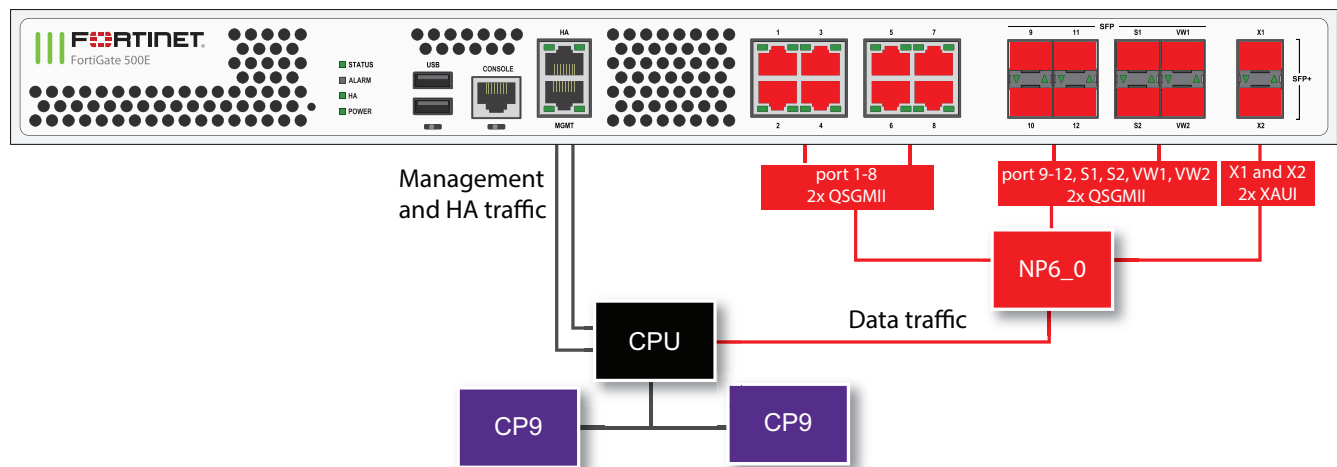 FORTINET
FortiGate 500E
STATUS
ALARM
HA
POWER
USB
CONSOLE
HA
MGMT
1 3
2 4
5 7
6 8
SFP
9 11 S1 VW1
10 12 S2 VW2
X1
X2
SFP+
Management
and HA traffic
port 1-8
2x QSGMII
port 9-12, S1, S2, VW1, VW2
2x QSGMII
X1 and X2
2x XAUI
NP6_0
Data traffic
CPU
CP9
CP9